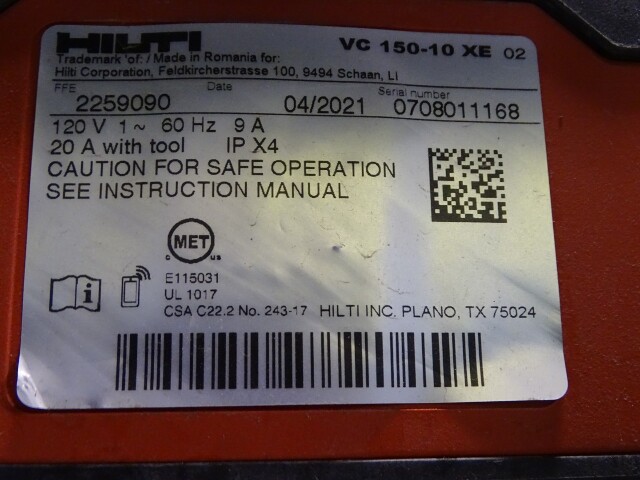 HILTI
VC 150-10 XE 02
Trademark of: / Made in Romania for:
Hilti Corporation, Feldkircherstrasse 100, 9494 Schaan, LI
FFE Date Serial number
2259090 04/2021 0708011168
120 V 1~ 60 Hz 9 A
20 A with tool IP X4
CAUTION FOR SAFE OPERATION
SEE INSTRUCTION MANUAL
MET
C US
E115031
UL 1017
CSA C22.2 No. 243-17 HILTI INC. PLANO, TX 75024